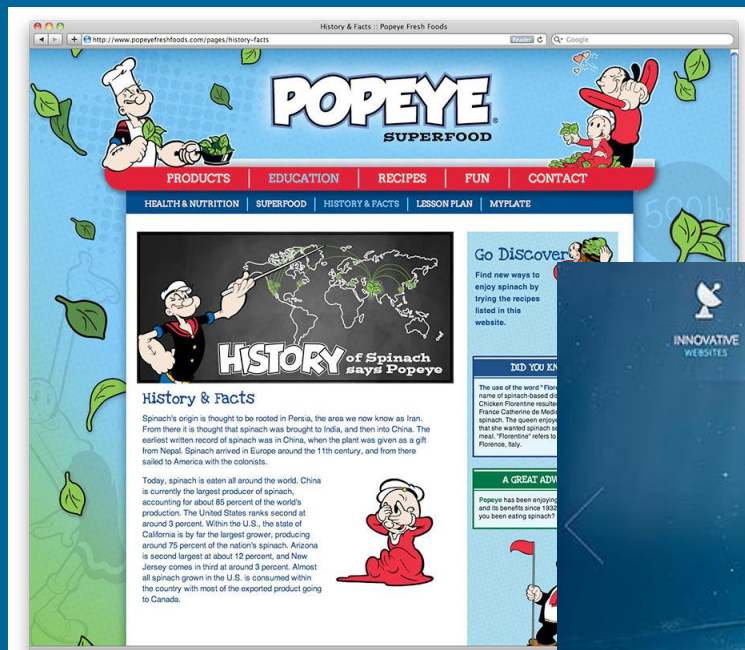 History & Facts :: Popeye Fresh Foods
http://www.popeyefreshfoods.com/pages/history-facts
Reader
Google
POPEYE®
SUPERFOOD
PRODUCTS
EDUCATION
RECIPES
FUN
CONTACT
HEALTH & NUTRITION
SUPERFOOD
HISTORY & FACTS
LESSON PLAN
MYPLATE
500lbs
HISTORY of Spinach
says Popeye
History & Facts
Spinach's origin is thought to be rooted in Persia, the area we now know as Iran.
From there it is thought that spinach was brought to India, and then into China. The
earliest written record of spinach was in China, when the plant was given as a gift
from Nepal. Spinach arrived in Europe around the 11th century, and from there
sailed to America with the colonists.
Today, spinach is eaten all around the world. China
is currently the largest producer of spinach,
accounting for about 85 percent of the world's
production. The United States ranks second at
around 3 percent. Within the U.S., the state of
California is by far the largest grower, producing
around 75 percent of the nation's spinach. Arizona
is second largest at about 12 percent, and New
Jersey comes in third at around 3 percent. Almost
all spinach grown in the U.S. is consumed within
the country with most of the exported product going
to Canada.
Go Discover
Find new ways to
enjoy spinach by
trying the recipes
listed in this
website.
DID YOU KN
The use of the word "Flor
name of spinach-based dis
Chicken Florentine resulte
France Catherine de Medic
spinach. The queen enjoye
that she wanted spinach se
meal. "Florentine" refers to
Florence, Italy.
A GREAT ADV
Popeye has been enjoying
and its benefits since 1932
you been eating spinach?
INNOVATIVE
WEBSITES